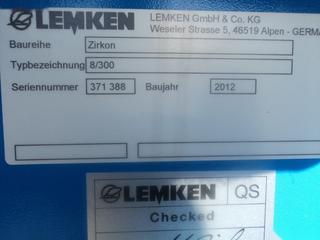 LEMKEN
LEMKEN GmbH & Co. KG
Weseler Strasse 5, 46519 Alpen - GERMA
Baureihe Zirkon
Typbezeichnung 8/300
Seriennummer 371 388 Baujahr 2012
LEMKEN QS
Checked